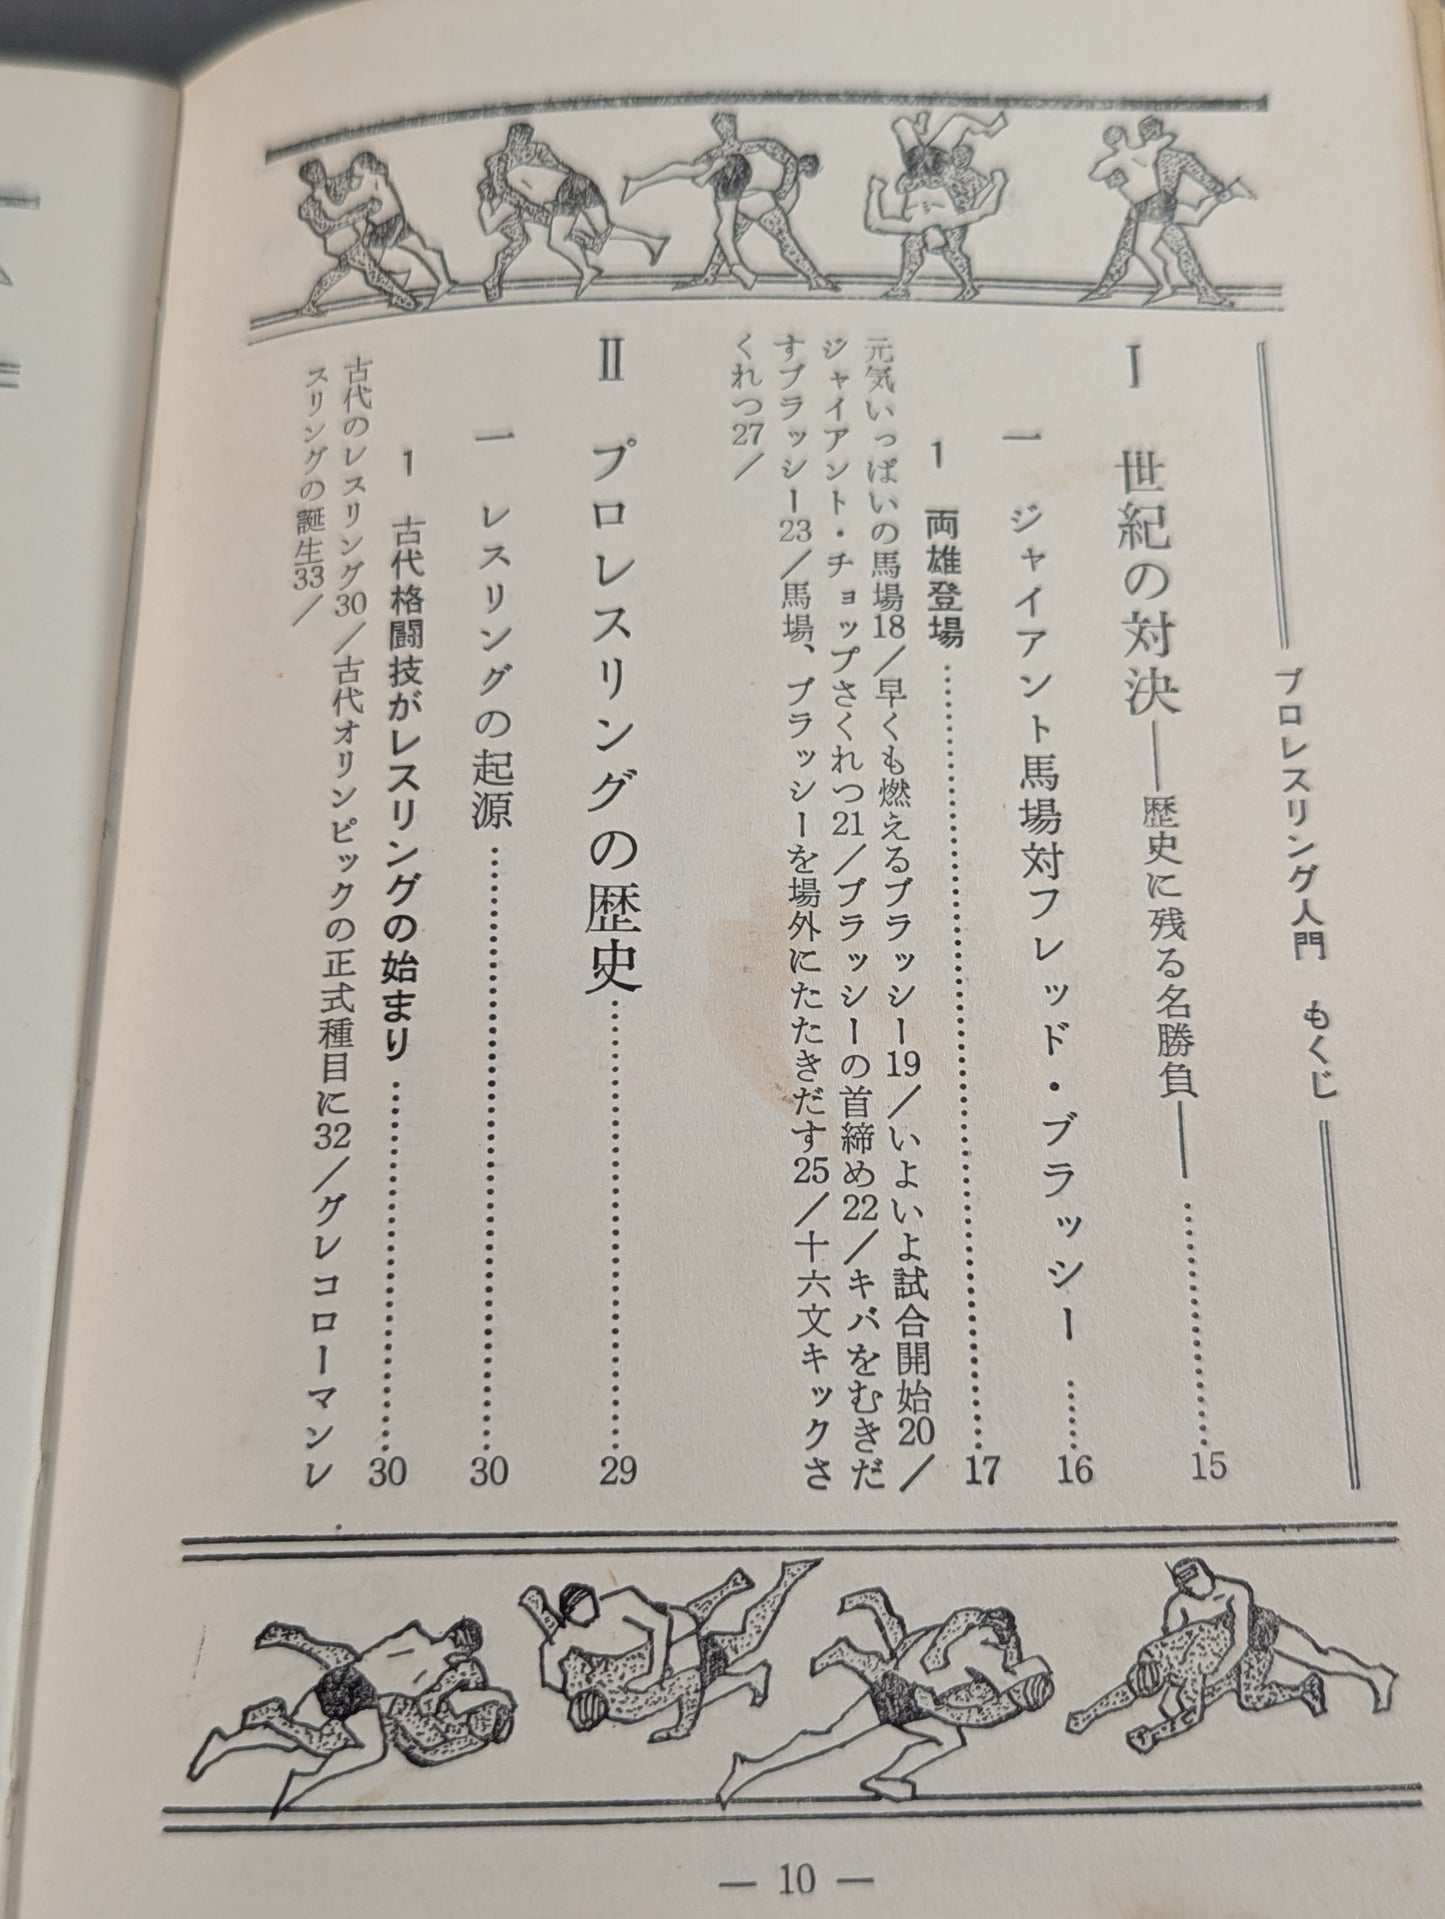 プロレスリング入門 もくじ
Ⅰ 世紀の対決――歴史に残る名勝負――……15
一 ジャイアント馬場対フレッド・ブラッシー……16
1 両雄登場……17
元気いっぱいの馬場18/早くも燃えるブラッシー19/いよいよ試合開始20/
ジャイアント・チョップさくれつ21/ブラッシーの首締め22/キバをむきだ
すブラッシー23/馬場、ブラッシーを場外にたたきだす25/十六文キックさ
くれつ27/
Ⅱ プロレスリングの歴史……29
一 レスリングの起源……30
1 古代格闘技がレスリングの始まり……30
古代のレスリング30/古代オリンピックの正式種目に32/グレコローマンレ
スリングの誕生33/
— 10 —